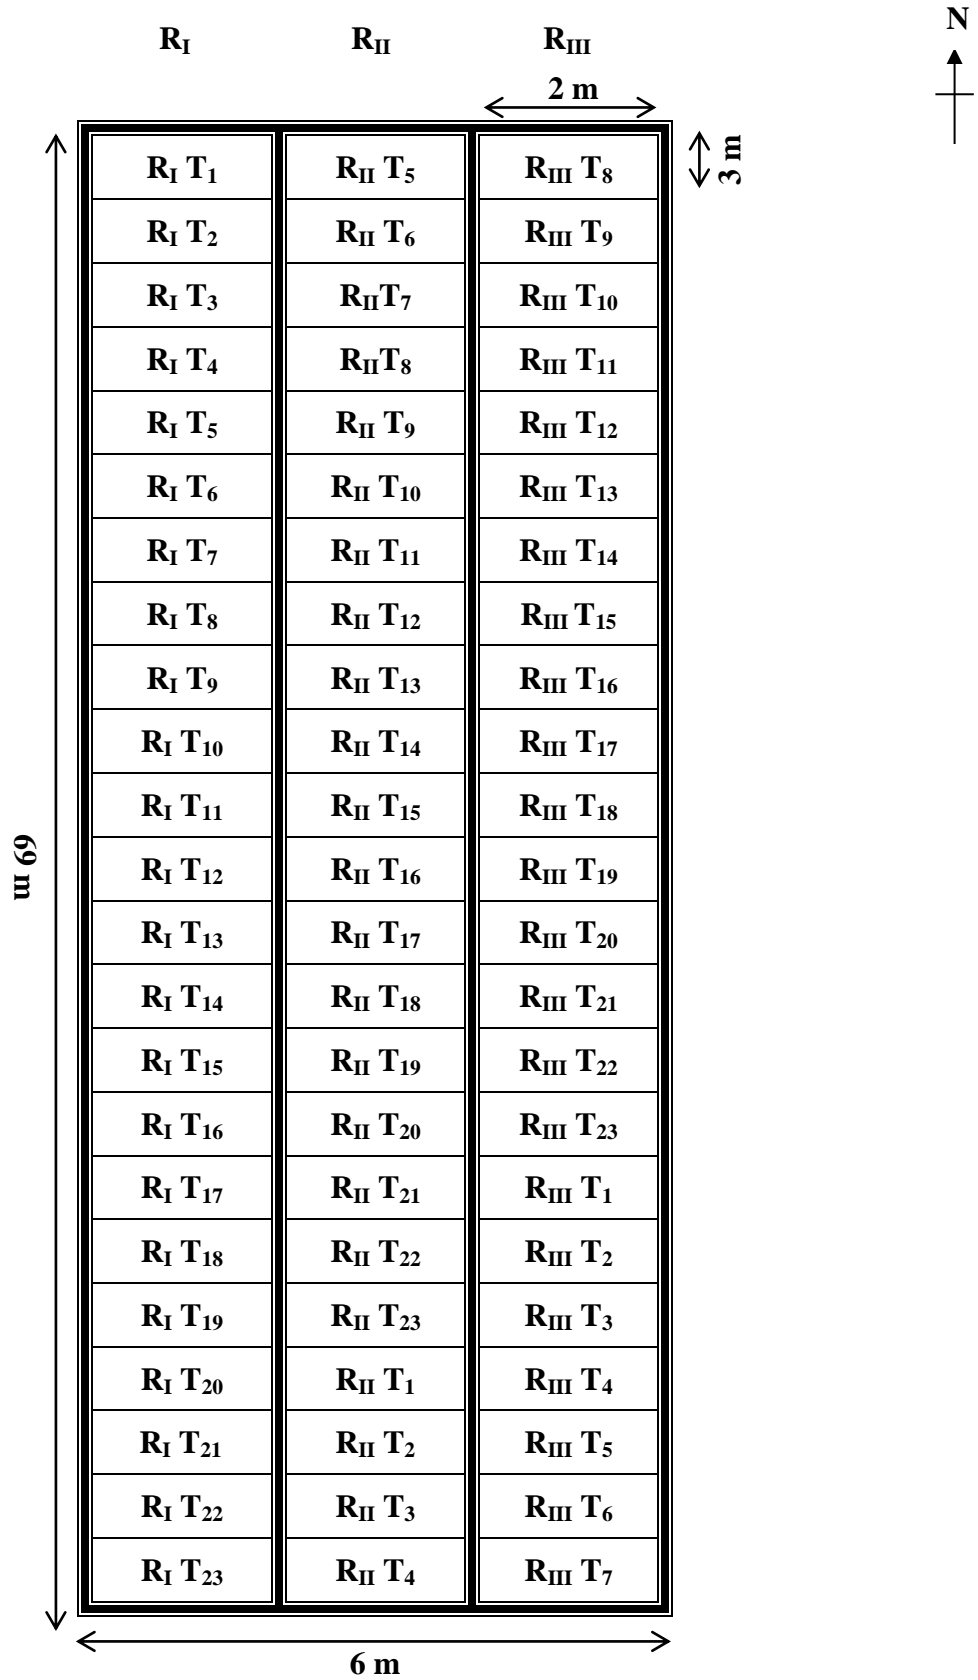 N
R_I R_II R_III
2 m
3 m
R_I T_1 R_II T_5 R_III T_8
R_I T_2 R_II T_6 R_III T_9
R_I T_3 R_IIT_7 R_III T_10
R_I T_4 R_IIT_8 R_III T_11
R_I T_5 R_II T_9 R_III T_12
R_I T_6 R_II T_10 R_III T_13
R_I T_7 R_II T_11 R_III T_14
R_I T_8 R_II T_12 R_III T_15
R_I T_9 R_II T_13 R_III T_16
R_I T_10 R_II T_14 R_III T_17
R_I T_11 R_II T_15 R_III T_18
R_I T_12 R_II T_16 R_III T_19
69 m
R_I T_13 R_II T_17 R_III T_20
R_I T_14 R_II T_18 R_III T_21
R_I T_15 R_II T_19 R_III T_22
R_I T_16 R_II T_20 R_III T_23
R_I T_17 R_II T_21 R_III T_1
R_I T_18 R_II T_22 R_III T_2
R_I T_19 R_II T_23 R_III T_3
R_I T_20 R_II T_1 R_III T_4
R_I T_21 R_II T_2 R_III T_5
R_I T_22 R_II T_3 R_III T_6
R_I T_23 R_II T_4 R_III T_7
6 m